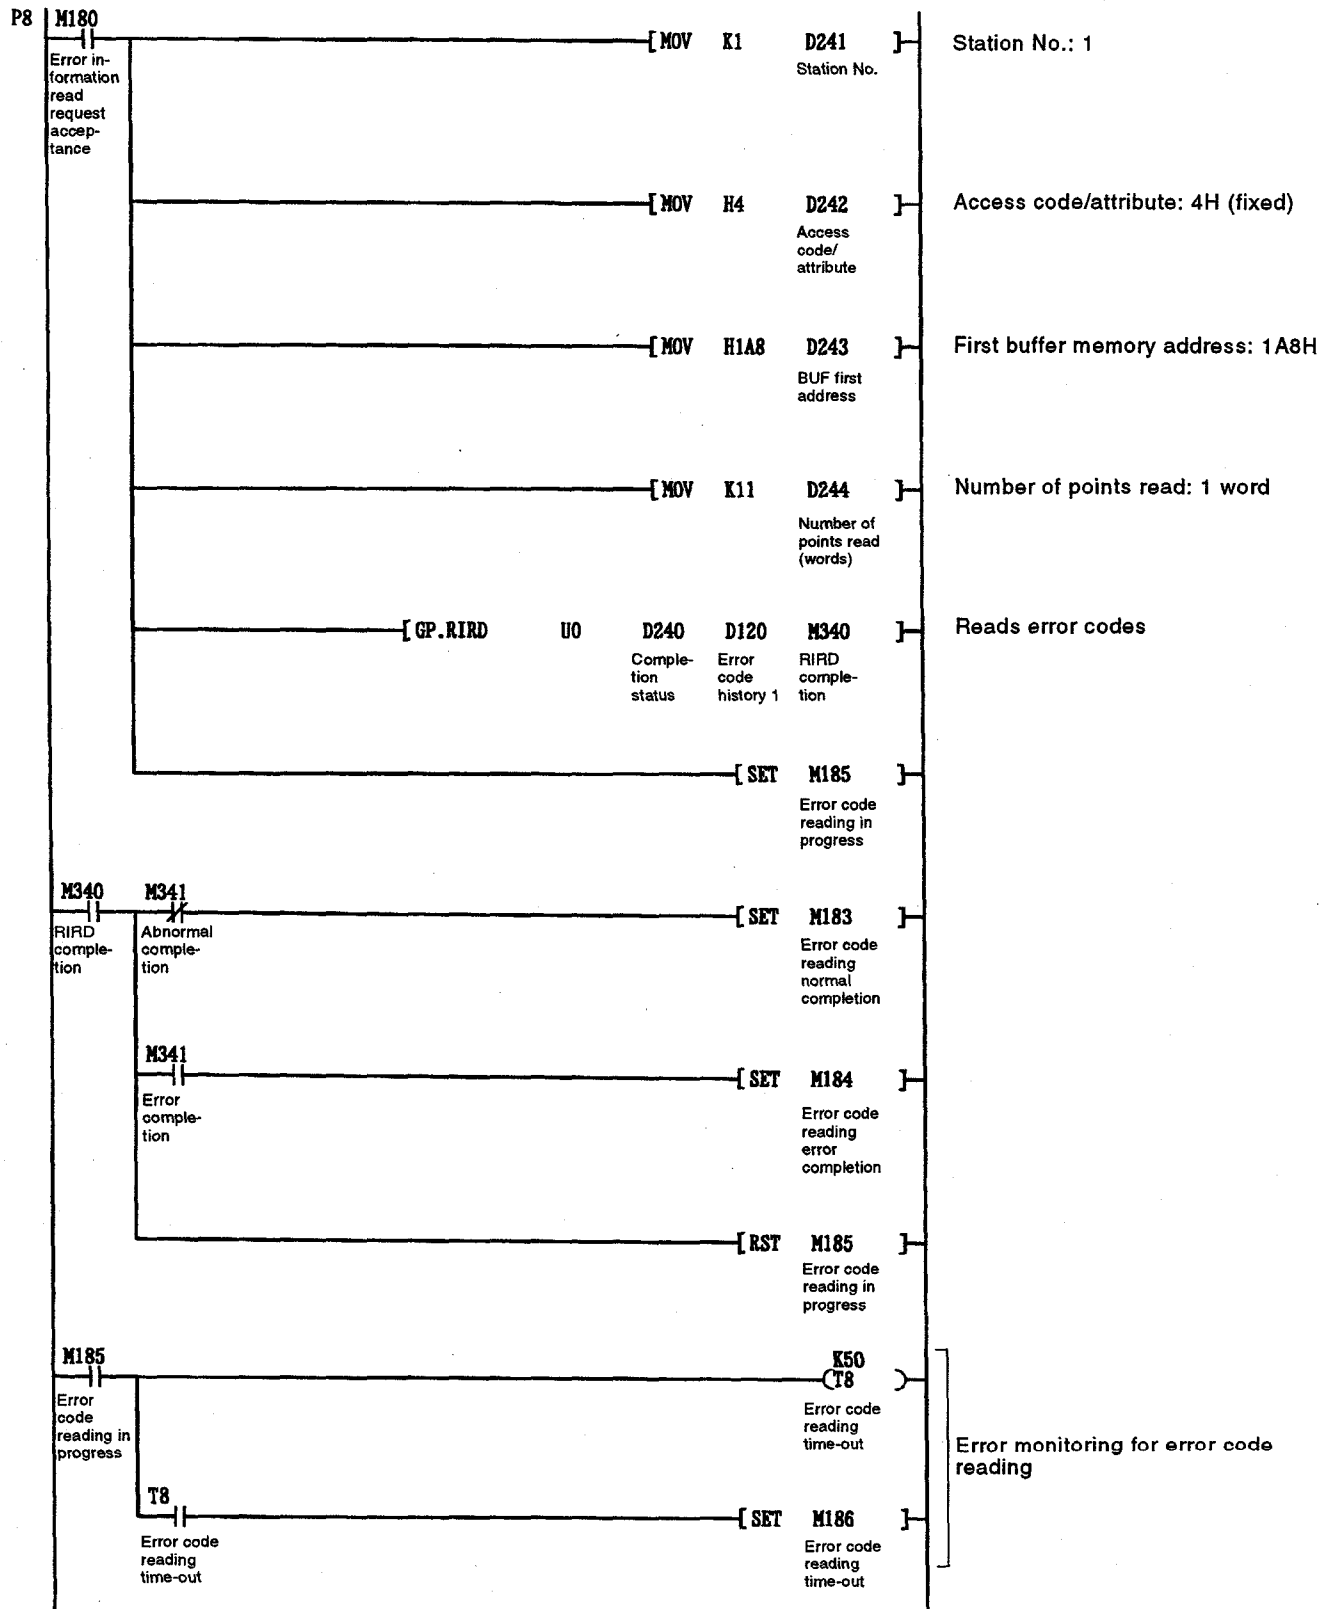 P8 M180
Error in-
formation
read
request
accep-
tance
[MOV K1 D241 ]
Station No.
Station No.: 1
[MOV H4 D242 ]
Access
code/
attribute
Access code/attribute: 4H (fixed)
[MOV H1A8 D243 ]
BUF first
address
First buffer memory address: 1A8H
[MOV K11 D244 ]
Number of
points read
(words)
Number of points read: 1 word
[GP.RIRD U0 D240 D120 M340 ]
Comple-
tion
status
Error
code
history 1
RIRD
comple-
tion
Reads error codes
[SET M185 ]
Error code
reading in
progress
M340
RIRD
comple-
tion
M341
Abnormal
comple-
tion
[SET M183 ]
Error code
reading
normal
completion
M341
Error
comple-
tion
[SET M184 ]
Error code
reading
error
completion
[RST M185 ]
Error code
reading in
progress
M185
Error
code
reading in
progress
K50
(T8 )
Error code
reading
time-out
Error monitoring for error code
reading
T8
Error code
reading
time-out
[SET M186 ]
Error code
reading
time-out